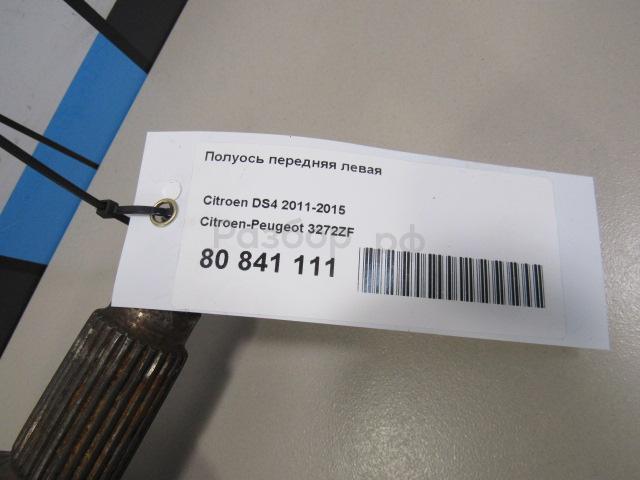 Полуось передняя левая
Citroen DS4 2011-2015
Citroen-Peugeot 3272ZF
Разбор.рф
80 841 111